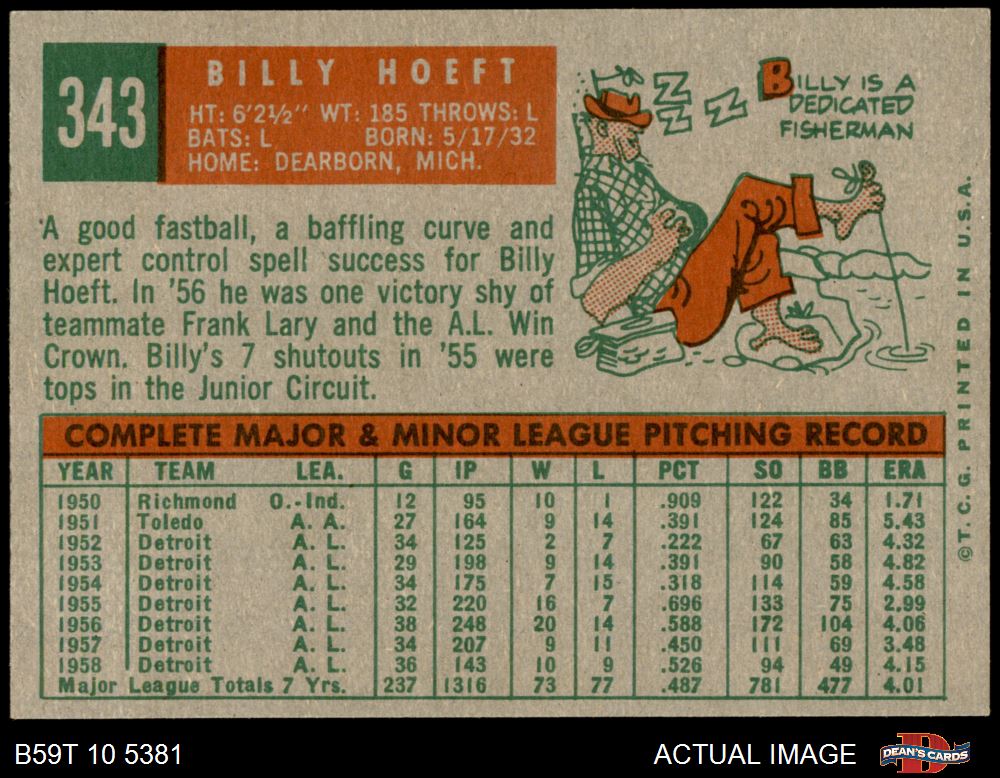 343
BILLY HOEFT
HT: 6'2½" WT: 185 THROWS: L
BATS: L BORN: 5/17/32
HOME: DEARBORN, MICH.
Z
Z
Z Z
BILLY IS A
DEDICATED
FISHERMAN
A good fastball, a baffling curve and
expert control spell success for Billy
Hoeft. In '56 he was one victory shy of
teammate Frank Lary and the A.L. Win
Crown. Billy's 7 shutouts in '55 were
tops in the Junior Circuit.
COMPLETE MAJOR & MINOR LEAGUE PITCHING RECORD
YEAR TEAM LEA. G IP W L PCT SO BB ERA
1950 Richmond O.-Ind. 12 95 10 1 .909 122 34 1.71
1951 Toledo A. A. 27 164 9 14 .391 124 85 5.43
1952 Detroit A. L. 34 125 2 7 .222 67 63 4.32
1953 Detroit A. L. 29 198 9 14 .391 90 58 4.82
1954 Detroit A. L. 34 175 7 15 .318 114 59 4.58
1955 Detroit A. L. 32 220 16 7 .696 133 75 2.99
1956 Detroit A. L. 38 248 20 14 .588 172 104 4.06
1957 Detroit A. L. 34 207 9 11 .450 111 69 3.48
1958 Detroit A. L. 36 143 10 9 .526 94 49 4.15
Major League Totals 7 Yrs. 237 1316 73 77 .487 781 477 4.01
©T. C. G. PRINTED IN U.S.A.
B59T 10 5381
ACTUAL IMAGE
DEAN'S CARDS